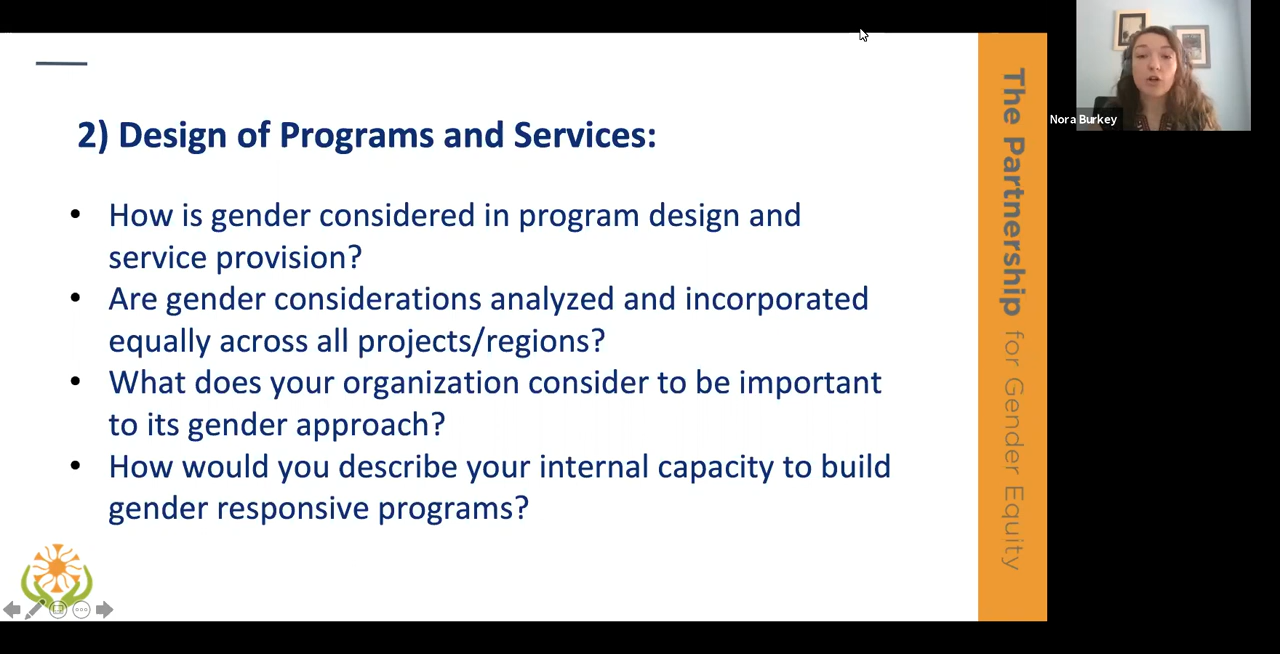 2) Design of Programs and Services:
• How is gender considered in program design and
service provision?
• Are gender considerations analyzed and incorporated
equally across all projects/regions?
• What does your organization consider to be important
to its gender approach?
• How would you describe your internal capacity to build
gender responsive programs?
The Partnership for Gender Equity
Nora Burkey